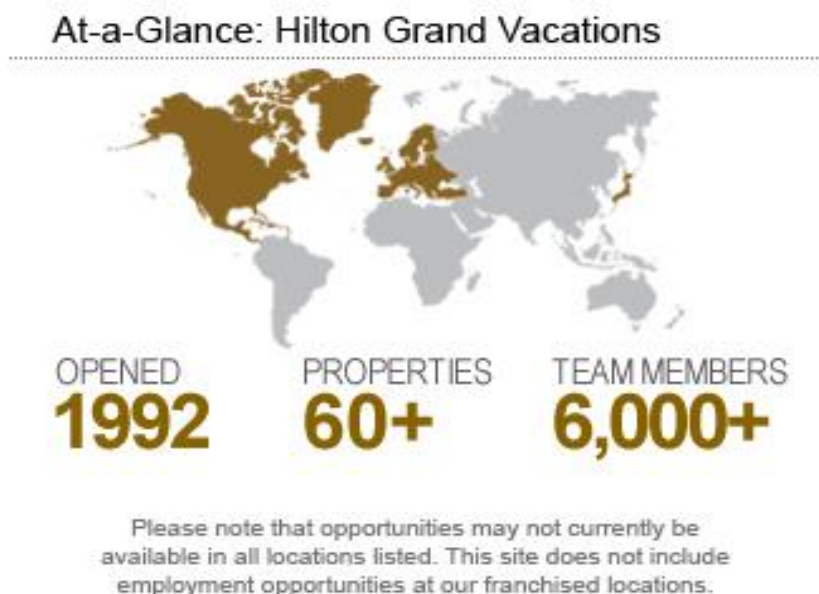 At-a-Glance: Hilton Grand Vacations
OPENED PROPERTIES TEAM MEMBERS
1992 60+ 6,000+
Please note that opportunities may not currently be
available in all locations listed. This site does not include
employment opportunities at our franchised locations.